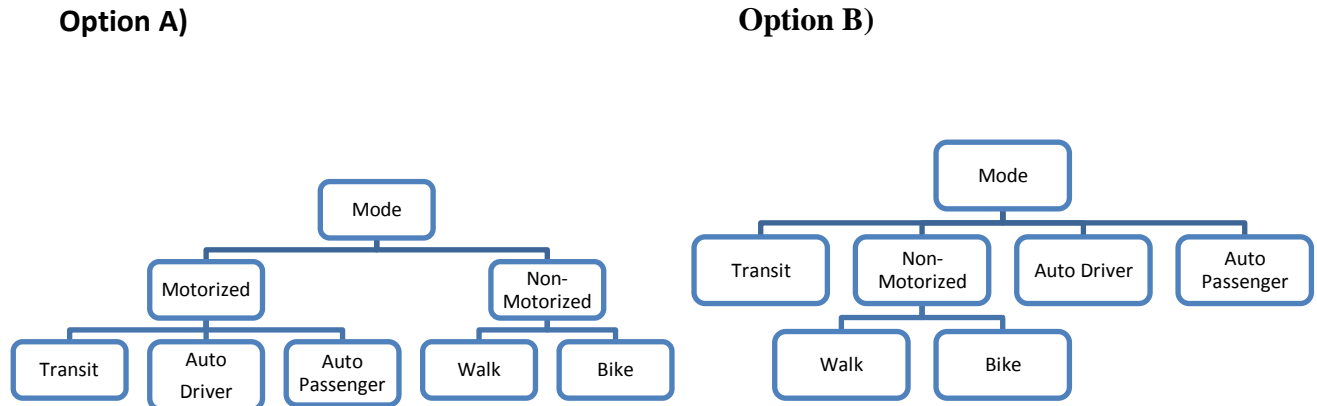 Option A)
Mode
Motorized
Non-
Motorized
Transit
Auto
Driver
Auto
Passenger
Walk
Bike
Option B)
Mode
Transit
Non-
Motorized
Auto Driver
Auto
Passenger
Walk
Bike